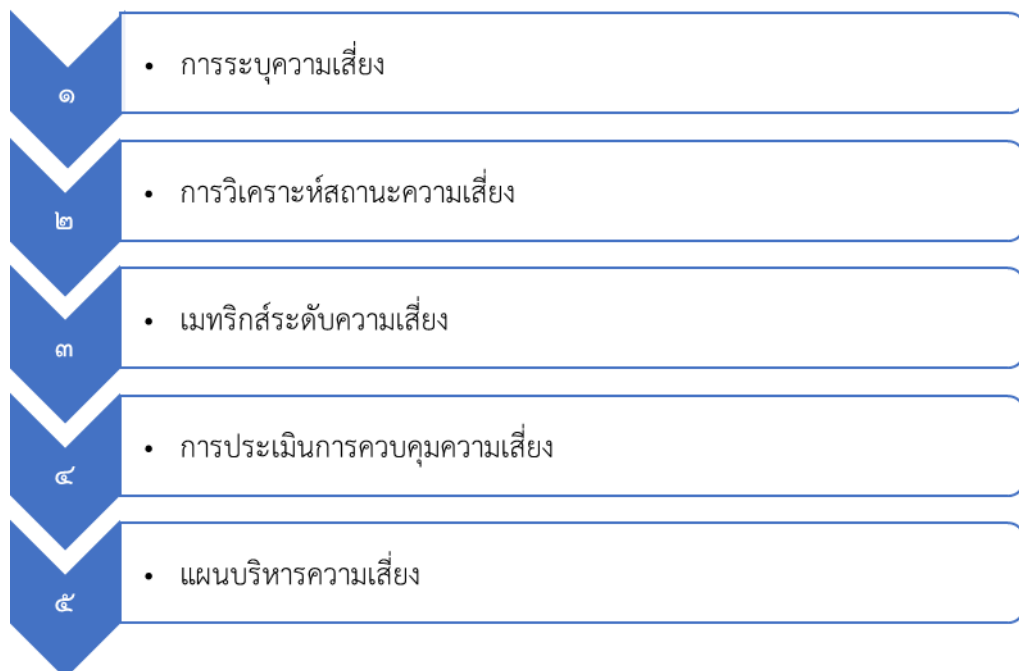 ๑
• การระบุความเสี่ยง
๒
• การวิเคราะห์สถานะความเสี่ยง
๓
• เมทริกส์ระดับความเสี่ยง
๔
• การประเมินการควบคุมความเสี่ยง
๕
• แผนบริหารความเสี่ยง